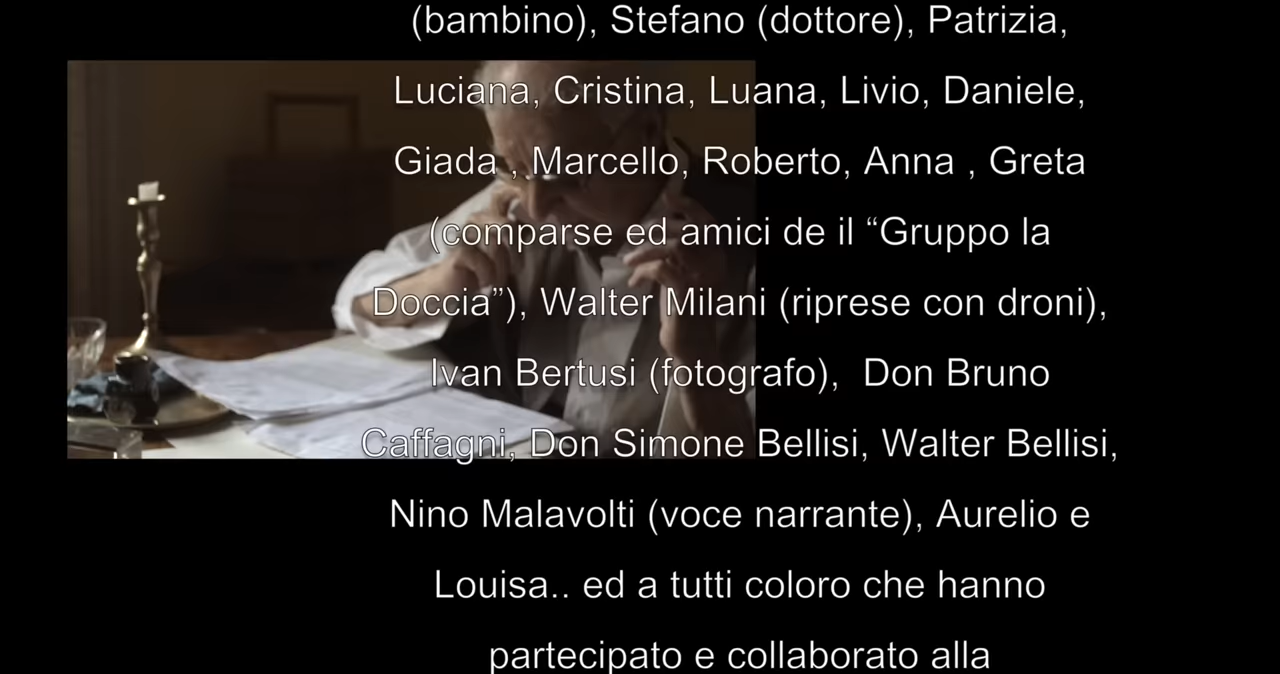 (bambino), Stefano (dottore), Patrizia,
Luciana, Cristina, Luana, Livio, Daniele,
Giada , Marcello, Roberto, Anna , Greta
(comparse ed amici de il “Gruppo la
Doccia”), Walter Milani (riprese con droni),
Ivan Bertusi (fotografo),  Don Bruno
Caffagni, Don Simone Bellisi, Walter Bellisi,
Nino Malavolti (voce narrante), Aurelio e
Louisa.. ed a tutti coloro che hanno
partecipato e collaborato alla